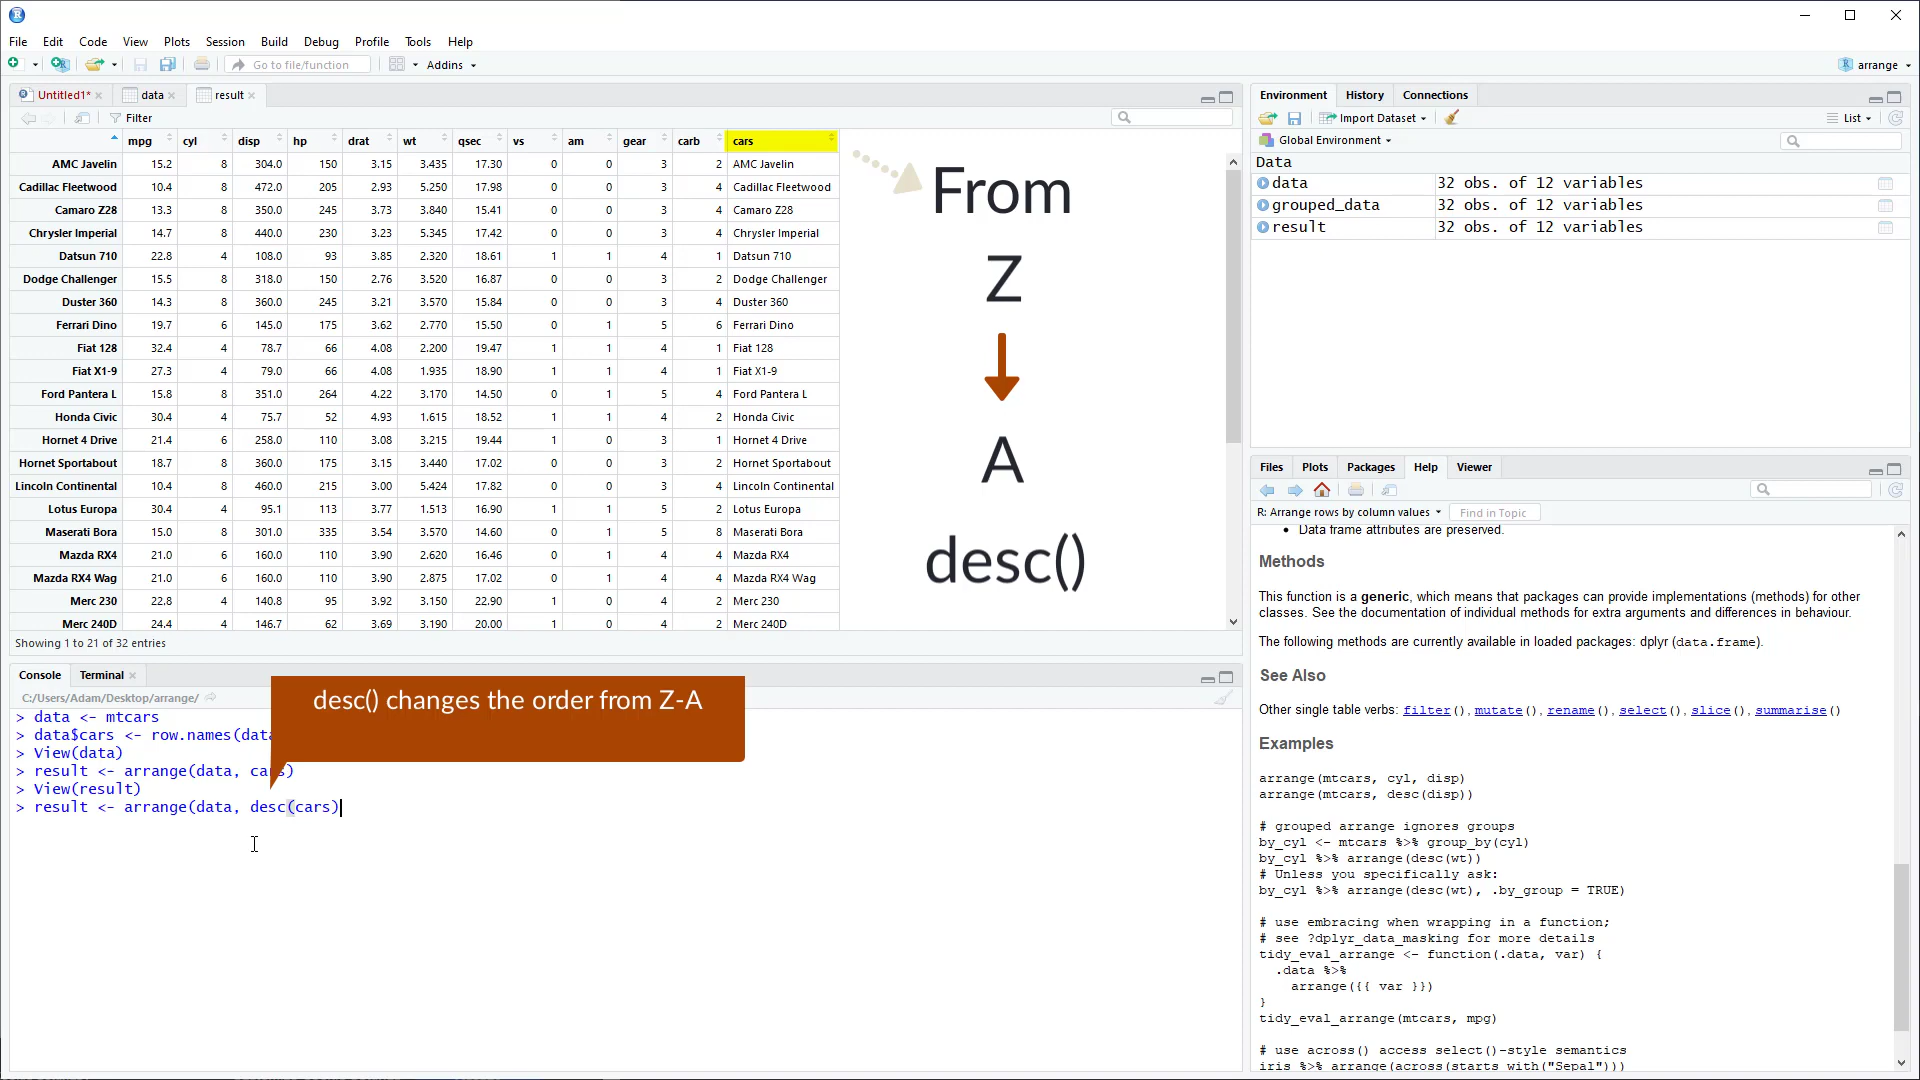 File Edit Code View Plots Session Build Debug Profile Tools Help
Go to file/function Addins arrange
Untitled1* data result
Filter
mpg cyl disp hp drat wt qsec vs am gear carb cars
AMC Javelin 15.2 8 304.0 150 3.15 3.435 17.30 0 0 3 2 AMC Javelin
Cadillac Fleetwood 10.4 8 472.0 205 2.93 5.250 17.98 0 0 3 4 Cadillac Fleetwood
Camaro Z28 13.3 8 350.0 245 3.73 3.840 15.41 0 0 3 4 Camaro Z28
Chrysler Imperial 14.7 8 440.0 230 3.23 5.345 17.42 0 0 3 4 Chrysler Imperial
Datsun 710 22.8 4 108.0 93 3.85 2.320 18.61 1 1 4 1 Datsun 710
Dodge Challenger 15.5 8 318.0 150 2.76 3.520 16.87 0 0 3 2 Dodge Challenger
Duster 360 14.3 8 360.0 245 3.21 3.570 15.84 0 0 3 4 Duster 360
Ferrari Dino 19.7 6 145.0 175 3.62 2.770 15.50 0 1 5 6 Ferrari Dino
Fiat 128 32.4 4 78.7 66 4.08 2.200 19.47 1 1 4 1 Fiat 128
Fiat X1-9 27.3 4 79.0 66 4.08 1.935 18.90 1 1 4 1 Fiat X1-9
Ford Pantera L 15.8 8 351.0 264 4.22 3.170 14.50 0 1 5 4 Ford Pantera L
Honda Civic 30.4 4 75.7 52 4.93 1.615 18.52 1 1 4 2 Honda Civic
Hornet 4 Drive 21.4 6 258.0 110 3.08 3.215 19.44 1 0 3 1 Hornet 4 Drive
Hornet Sportabout 18.7 8 360.0 175 3.15 3.440 17.02 0 0 3 2 Hornet Sportabout
Lincoln Continental 10.4 8 460.0 215 3.00 5.424 17.82 0 0 3 4 Lincoln Continental
Lotus Europa 30.4 4 95.1 113 3.77 1.513 16.90 1 1 5 2 Lotus Europa
Maserati Bora 15.0 8 301.0 335 3.54 3.570 14.60 0 1 5 8 Maserati Bora
Mazda RX4 21.0 6 160.0 110 3.90 2.620 16.46 0 1 4 4 Mazda RX4
Mazda RX4 Wag 21.0 6 160.0 110 3.90 2.875 17.02 0 1 4 4 Mazda RX4 Wag
Merc 230 22.8 4 140.8 95 3.92 3.150 22.90 1 0 4 2 Merc 230
Merc 240D 24.4 4 146.7 62 3.69 3.190 20.00 1 0 4 2 Merc 240D
Showing 1 to 21 of 32 entries
From
Z
A
desc()
Console Terminal
C:/Users/Adam/Desktop/arrange/
desc() changes the order from Z-A
> data <- mtcars
> data$cars <- row.names(data
> View(data)
> result <- arrange(data, cars)
> View(result)
> result <- arrange(data, desc(cars)
Environment History Connections
Import Dataset List
Global Environment
Data
data 32 obs. of 12 variables
grouped_data 32 obs. of 12 variables
result 32 obs. of 12 variables
Files Plots Packages Help Viewer
R: Arrange rows by column values Find in Topic
• Data frame attributes are preserved.
Methods
This function is a generic, which means that packages can provide implementations (methods) for other
classes. See the documentation of individual methods for extra arguments and differences in behaviour.
The following methods are currently available in loaded packages: dplyr (data.frame).
See Also
Other single table verbs: filter(), mutate(), rename(), select(), slice(), summarise()
Examples
arrange(mtcars, cyl, disp)
arrange(mtcars, desc(disp))
# grouped arrange ignores groups
by_cyl <- mtcars %>% group_by(cyl)
by_cyl %>% arrange(desc(wt))
# Unless you specifically ask:
by_cyl %>% arrange(desc(wt), .by_group = TRUE)
# use embracing when wrapping in a function;
# see ?dplyr_data_masking for more details
tidy_eval_arrange <- function(.data, var) {
.data %>%
arrange({{ var }})
}
tidy_eval_arrange(mtcars, mpg)
# use across() access select()-style semantics
iris %>% arrange(across(starts_with("Sepal")))